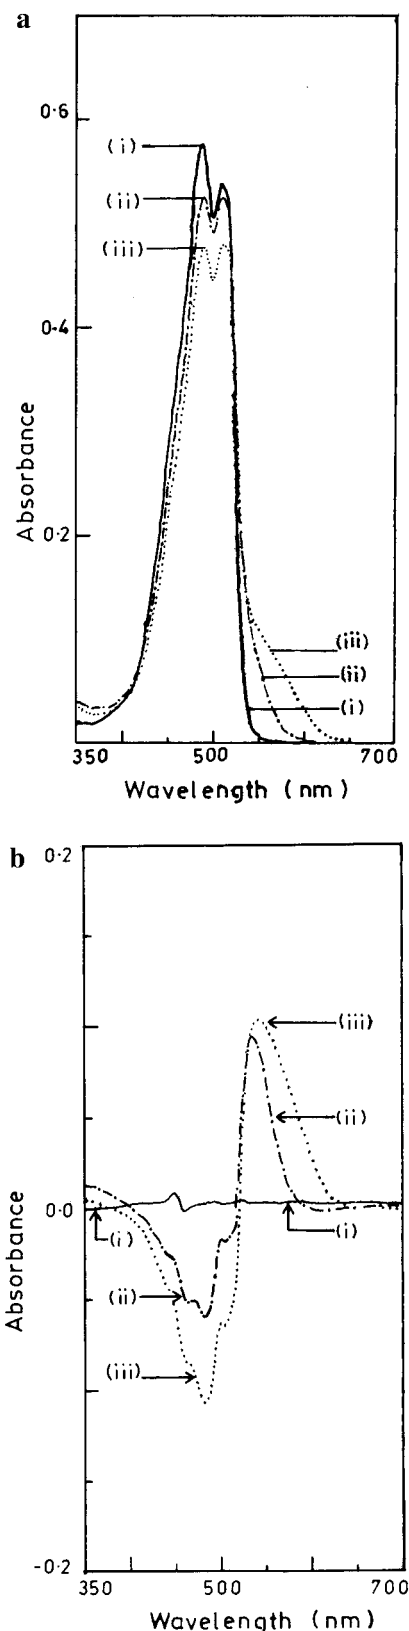 a
0·6
(i)
(ii)
(iii)
0·4
Absorbance
0·2
(iii)
(ii)
(i)
350 500 700
Wavelength (nm)
b
0·2
(iii)
(ii)
0·0
(i) (i)
Absorbance
(ii)
(iii)
-0·2
350 500 700
Wavelength (nm)